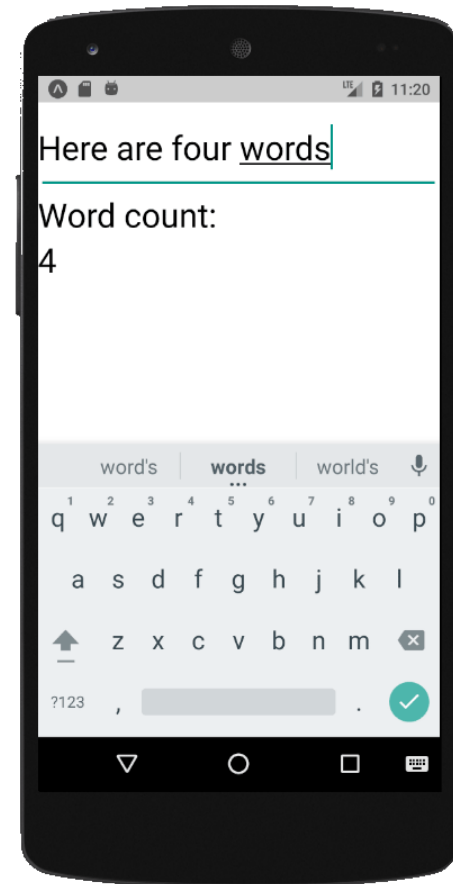 LTE 11:20
Here are four words
Word count:
4
word's words world's
1 2 3 4 5 6 7 8 9 0
q w e r t y u i o p
a s d f g h j k l
z x c v b n m
?123 , .